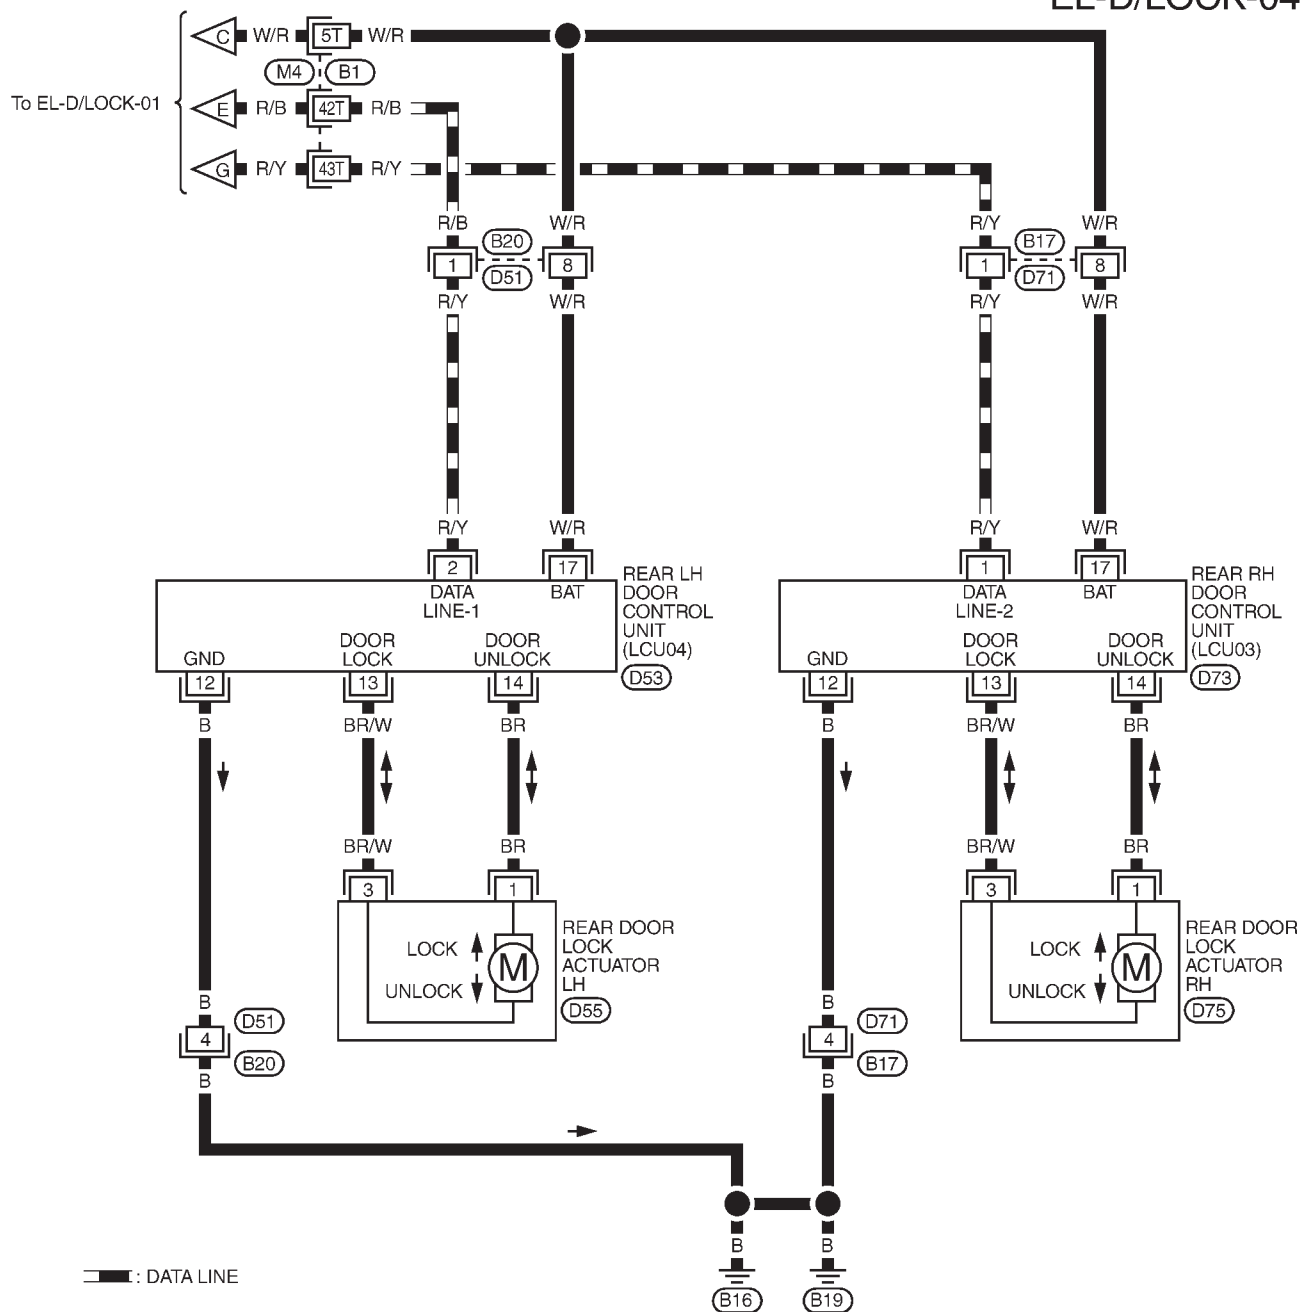 EL-D/LOCK-04
To EL-D/LOCK-01
C W/R 5T W/R
M4 B1
E R/B 42T R/B
G R/Y 43T R/Y
R/B W/R R/Y W/R
B20 B17
1 8 1 8
D51 D71
R/Y W/R R/Y W/R
R/Y W/R R/Y W/R
2 17 1 17
DATA LINE-1 BAT
REAR LH
DOOR
CONTROL
UNIT
(LCU04)
D53
DATA LINE-2 BAT
REAR RH
DOOR
CONTROL
UNIT
(LCU03)
D73
GND DOOR LOCK DOOR UNLOCK
GND DOOR LOCK DOOR UNLOCK
12 13 14 12 13 14
B BR/W BR B BR/W BR
BR/W BR BR/W BR
3 1 3 1
LOCK
UNLOCK
M
REAR DOOR
LOCK
ACTUATOR
LH
D55
LOCK
UNLOCK
M
REAR DOOR
LOCK
ACTUATOR
RH
D75
B B
D51 D71
4 4
B20 B17
B B
B B
B16 B19
: DATA LINE